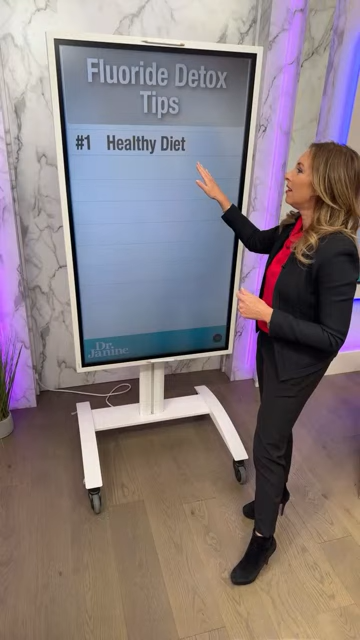 Fluoride Detox
Tips
#1 Healthy Diet
Dr.
Janine